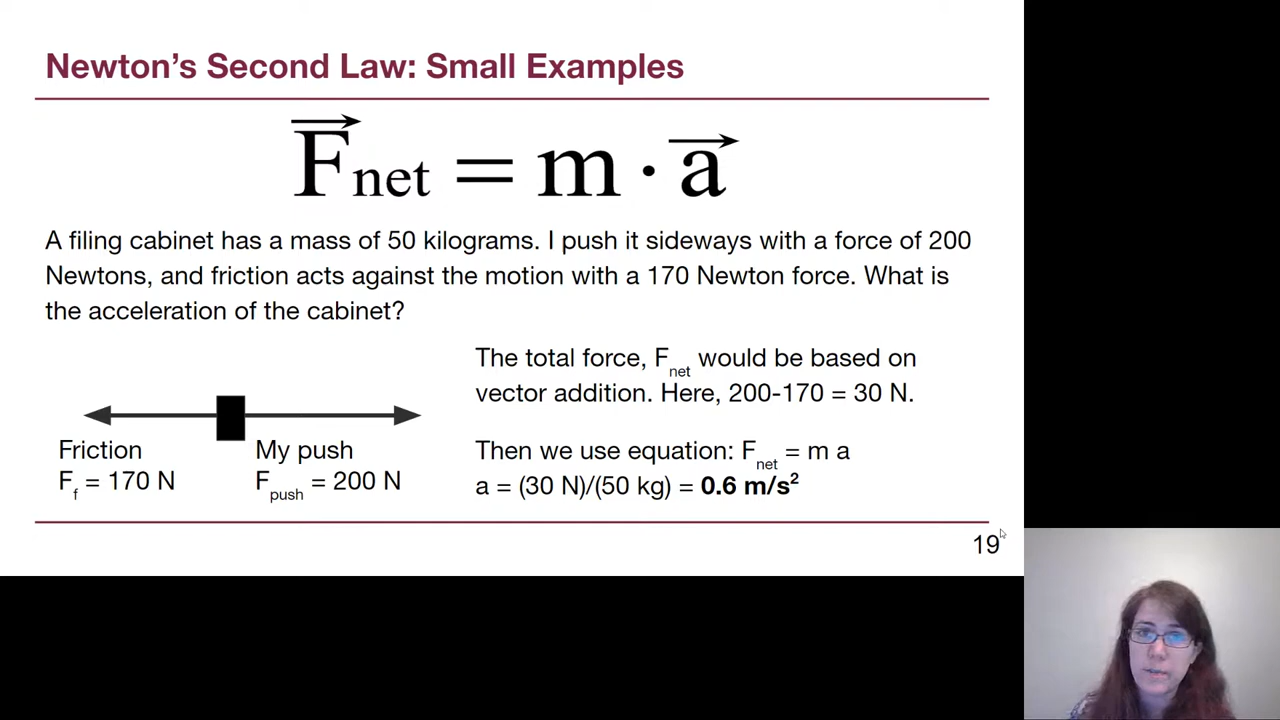 Newton's Second Law: Small Examples
Fnet = m · a
A filing cabinet has a mass of 50 kilograms. I push it sideways with a force of 200
Newtons, and friction acts against the motion with a 170 Newton force. What is
the acceleration of the cabinet?
The total force, Fnet would be based on
vector addition. Here, 200-170 = 30 N.
Friction
Ff = 170 N
My push
Fpush = 200 N
Then we use equation: Fnet = m a
a = (30 N)/(50 kg) = 0.6 m/s²
19